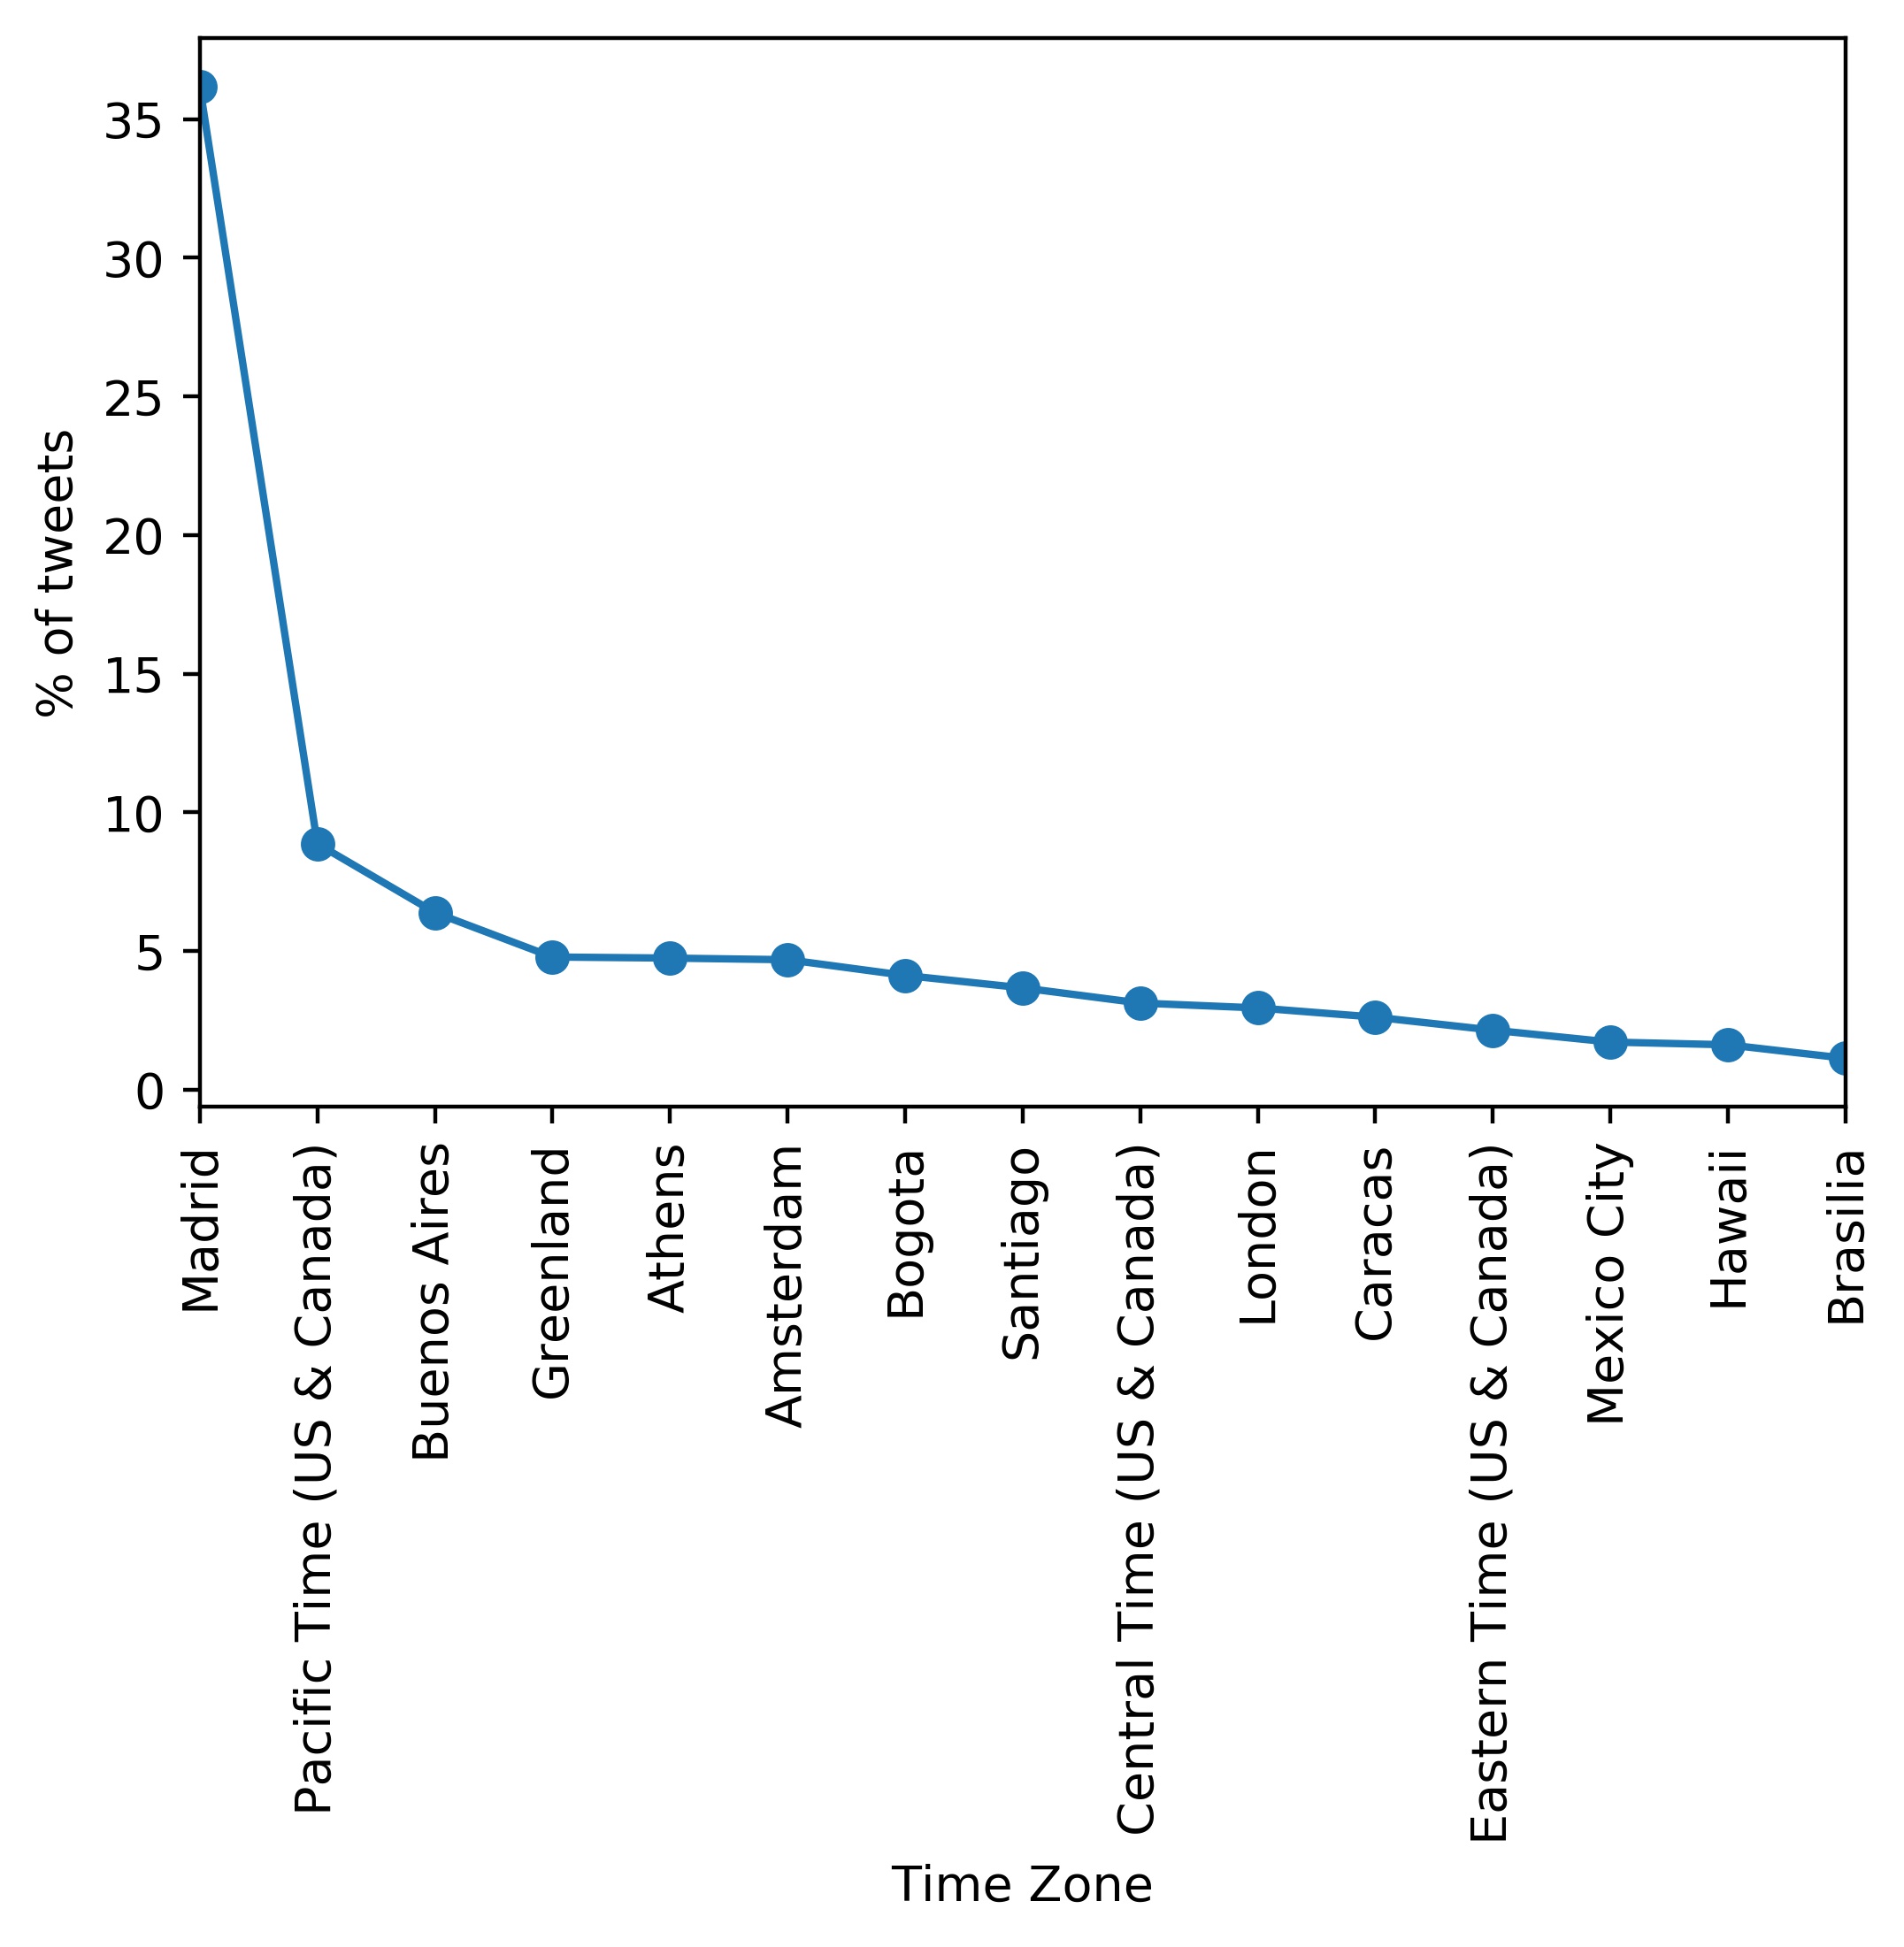 % of tweets
35
30
25
20
15
10
5
0
Madrid
Pacific Time (US & Canada)
Buenos Aires
Greenland
Athens
Amsterdam
Bogota
Santiago
Central Time (US & Canada)
London
Caracas
Eastern Time (US & Canada)
Mexico City
Hawaii
Brasilia
Time Zone